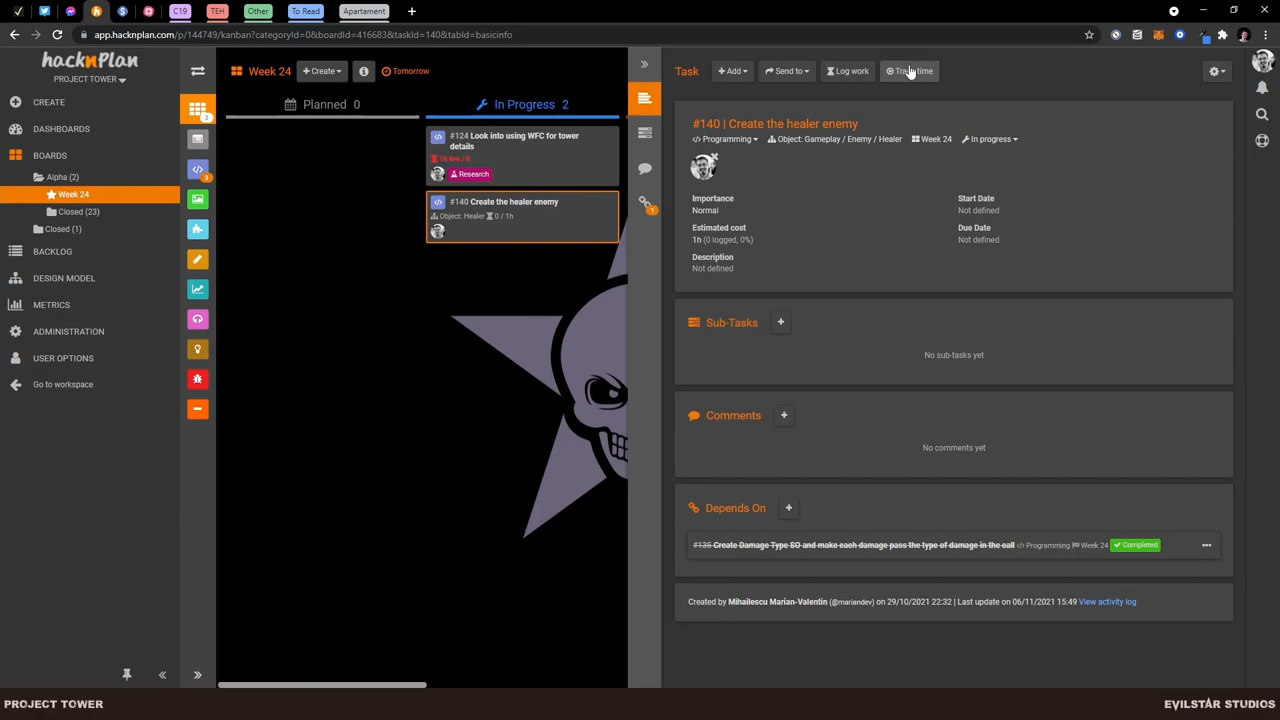 C19
TEH
Other
To Read
Apartament
app.hacknplan.com/p/144749/kanban?categoryId=0&boardId=416683&taskId=140&tabId=basicinfo
hacknPlan
PROJECT TOWER
CREATE
DASHBOARDS
BOARDS
Alpha (2)
Week 24
Closed (23)
Closed (1)
BACKLOG
DESIGN MODEL
METRICS
ADMINISTRATION
USER OPTIONS
Go to workspace
3
3
Week 24
+ Create
Tomorrow
Planned 0
In Progress 2
#124 Look into using WFC for tower
details
Research
#140 Create the healer enemy
Object: Healer 0 / 1h
1
Task
+ Add
Send to
Log work
#140 | Create the healer enemy
Programming
Object: Gameplay / Enemy / Healer
Week 24
In progress
Importance
Normal
Start Date
Not defined
Estimated cost
1h (0 logged, 0%)
Due Date
Not defined
Description
Not defined
Sub-Tasks
No sub-tasks yet
Comments
No comments yet
Depends On
#135 Create Damage Type SO and make each damage pass the type of damage in the call Programming Week 24 Completed
Created by Mihailescu Marian-Valentin (@mariandev) on 29/10/2021 22:32 | Last update on 06/11/2021 15:49 View activity log
PROJECT TOWER
EVILSTAR STUDIOS